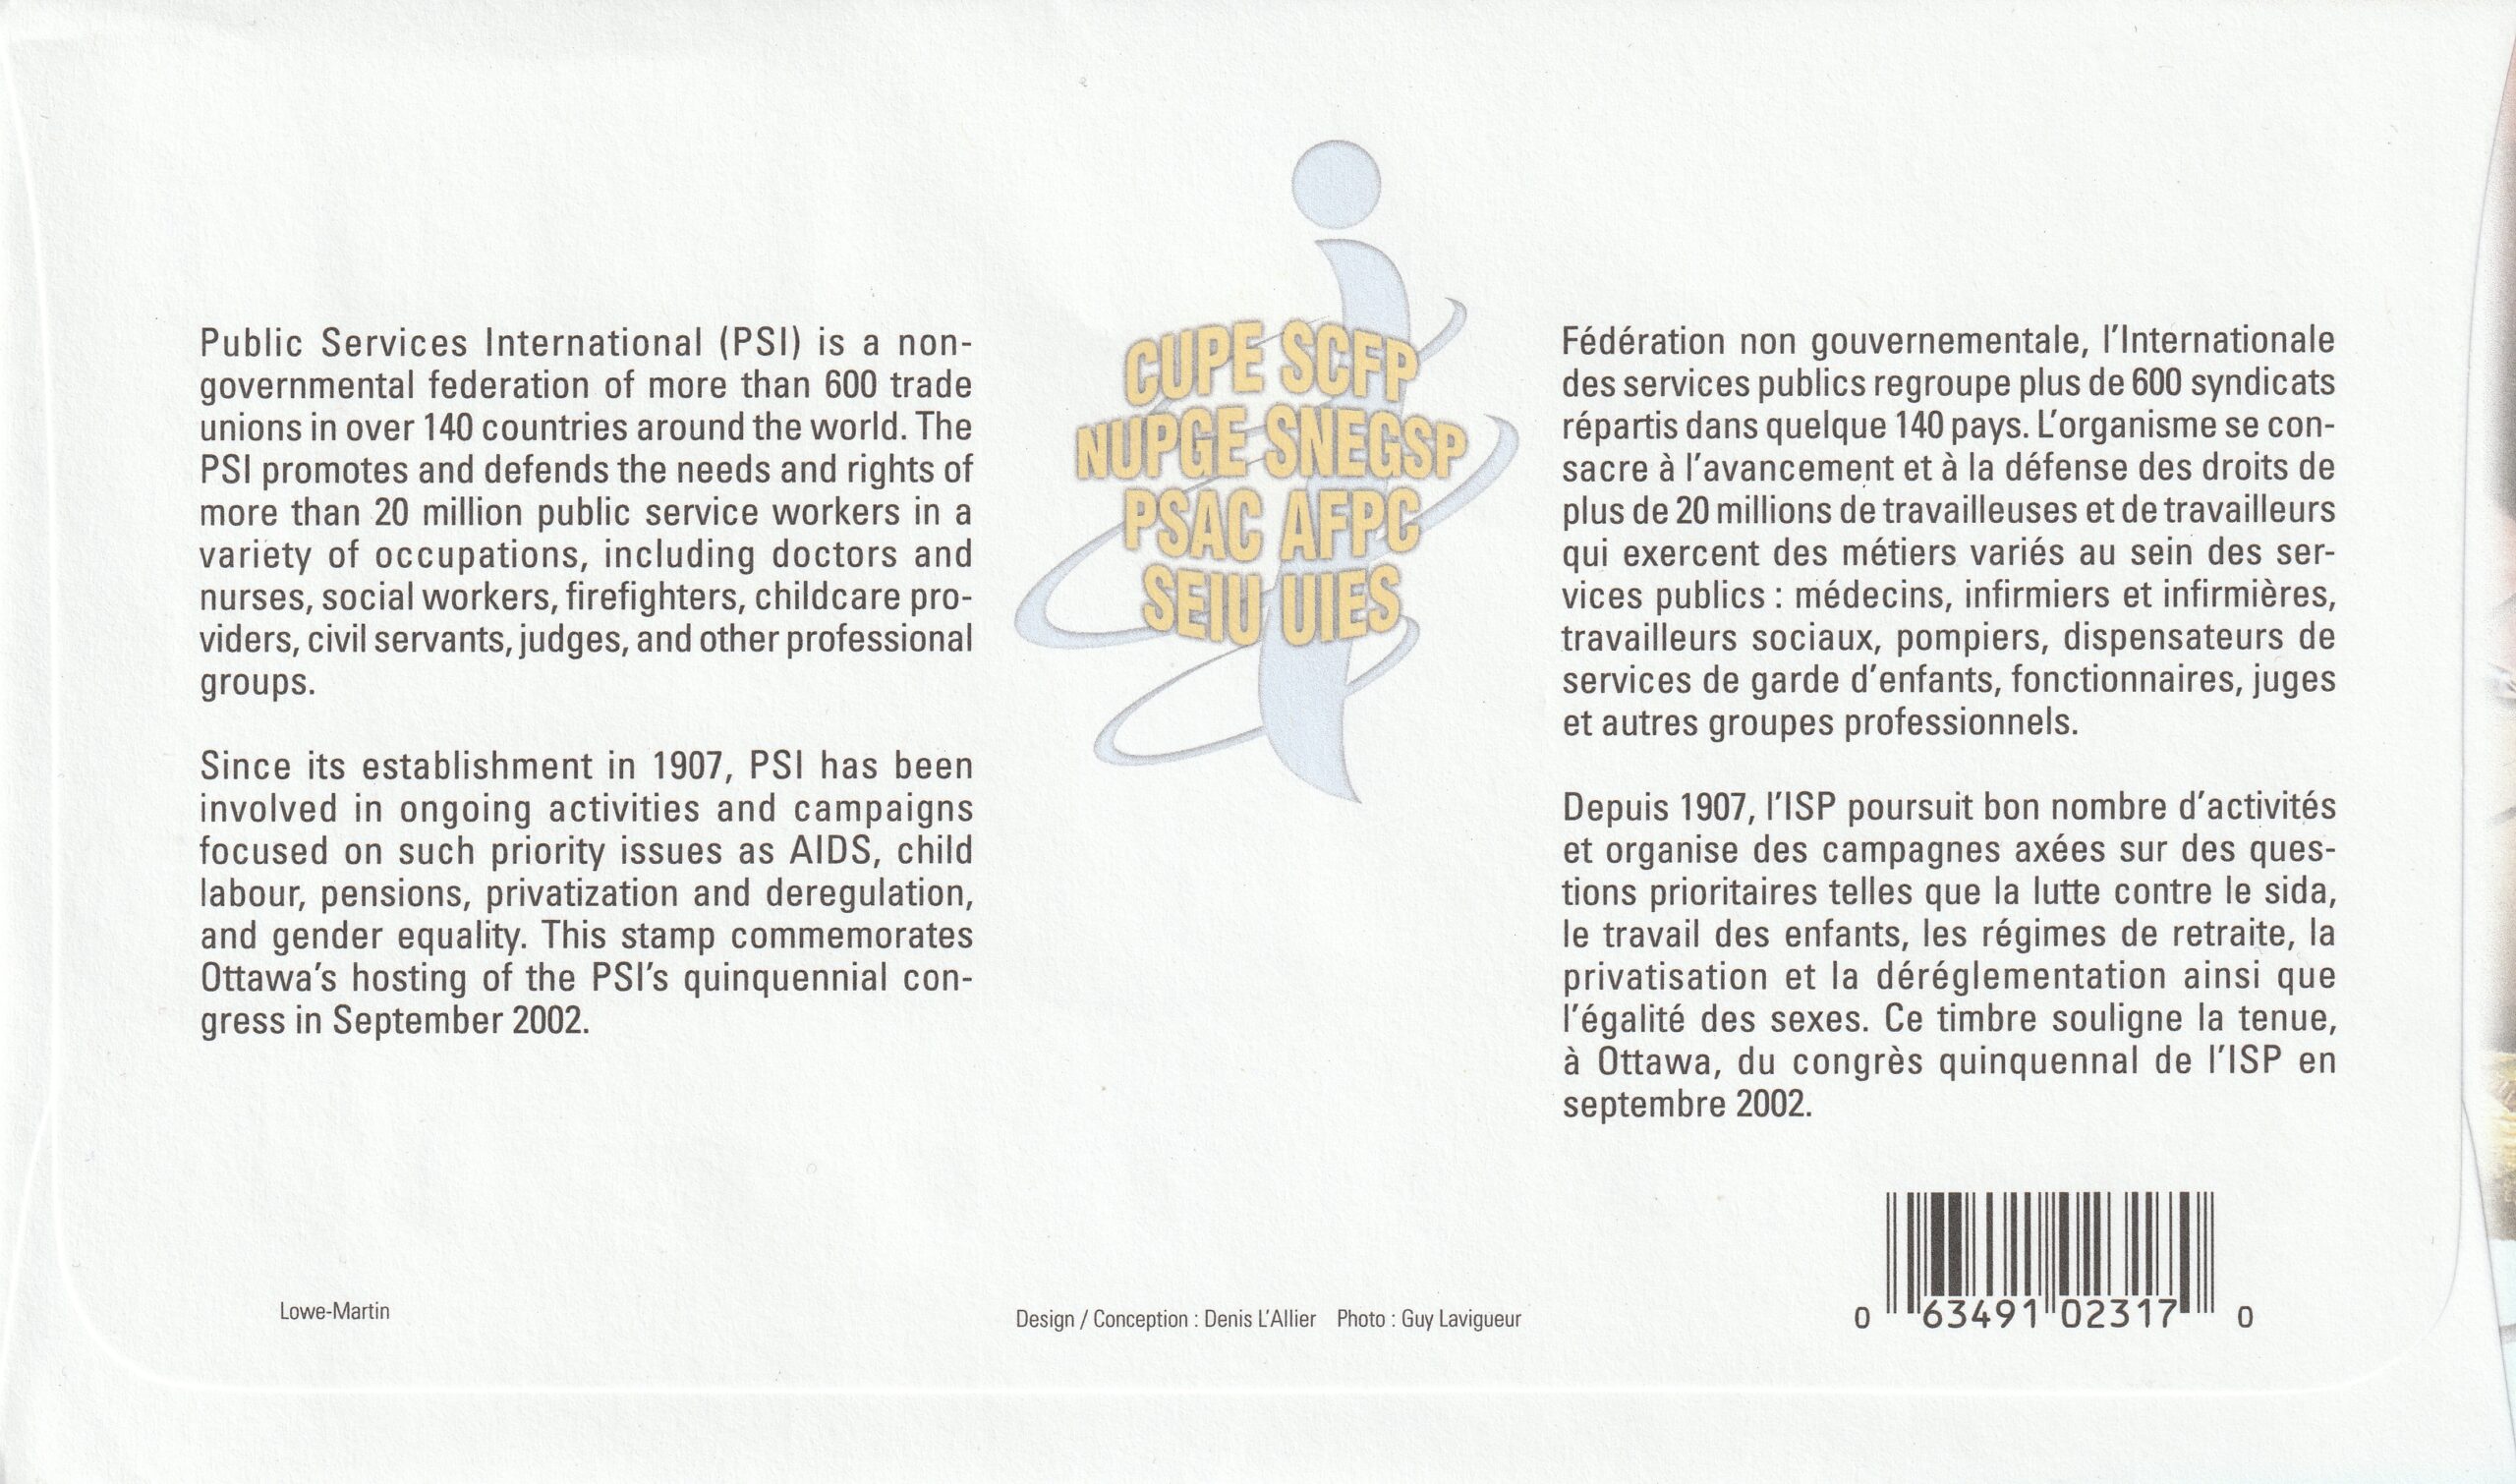 Public Services International (PSI) is a non-
governmental federation of more than 600 trade
unions in over 140 countries around the world. The
PSI promotes and defends the needs and rights of
more than 20 million public service workers in a
variety of occupations, including doctors and
nurses, social workers, firefighters, childcare pro-
viders, civil servants, judges, and other professional
groups.
Since its establishment in 1907, PSI has been
involved in ongoing activities and campaigns
focused on such priority issues as AIDS, child
labour, pensions, privatization and deregulation,
and gender equality. This stamp commemorates
Ottawa's hosting of the PSI's quinquennial con-
gress in September 2002.
CUPE SCFP
NUPGE SNEGSP
PSAC AFPC
SEIU UIES
Fédération non gouvernementale, l'Internationale
des services publics regroupe plus de 600 syndicats
répartis dans quelque 140 pays. L'organisme se con-
sacre à l'avancement et à la défense des droits de
plus de 20 millions de travailleuses et de travailleurs
qui exercent des métiers variés au sein des ser-
vices publics : médecins, infirmiers et infirmières,
travailleurs sociaux, pompiers, dispensateurs de
services de garde d'enfants, fonctionnaires, juges
et autres groupes professionnels.
Depuis 1907, l'ISP poursuit bon nombre d'activités
et organise des campagnes axées sur des ques-
tions prioritaires telles que la lutte contre le sida,
le travail des enfants, les régimes de retraite, la
privatisation et la déréglementation ainsi que
l'égalité des sexes. Ce timbre souligne la tenue,
à Ottawa, du congrès quinquennal de l'ISP en
septembre 2002.
Lowe-Martin
Design / Conception : Denis L'Allier Photo : Guy Lavigueur
0 63491 02317 0